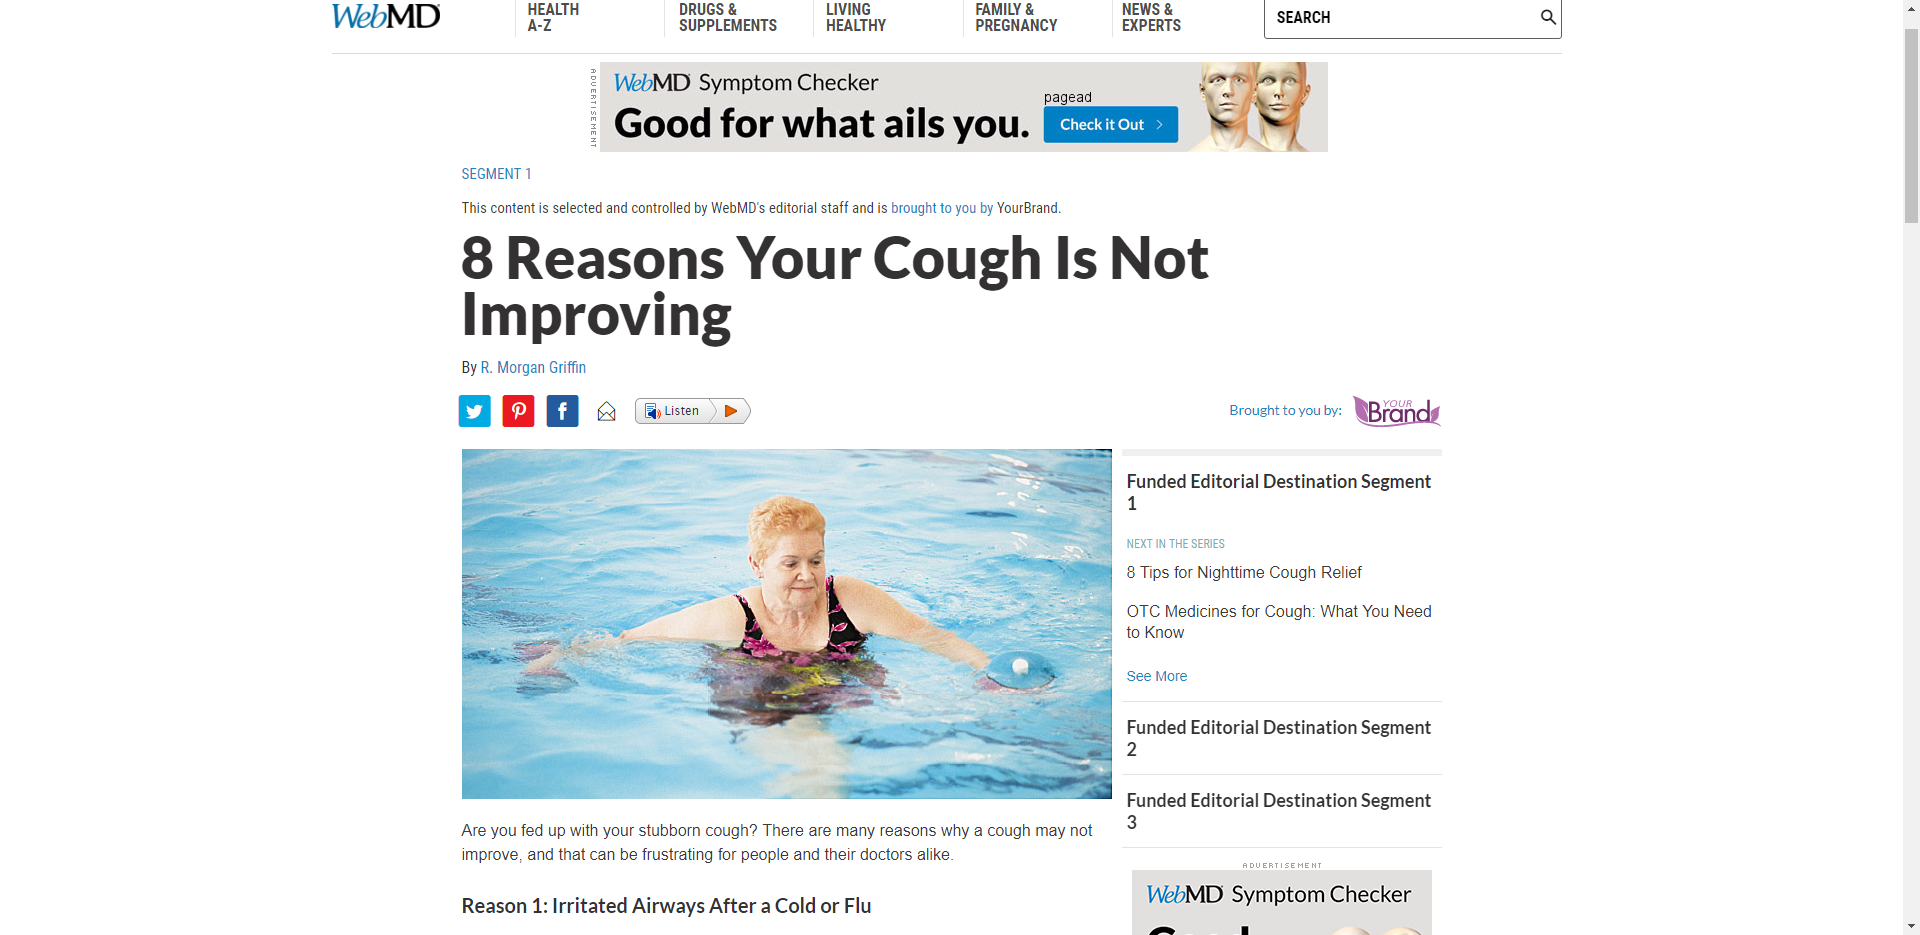 WebMD
HEALTH
A-Z
DRUGS &
SUPPLEMENTS
LIVING
HEALTHY
FAMILY &
PREGNANCY
NEWS &
EXPERTS
SEARCH
ADVERTISEMENT
WebMD Symptom Checker
Good for what ails you.
pagead
Check it Out >
SEGMENT 1
This content is selected and controlled by WebMD's editorial staff and is brought to you by YourBrand.
8 Reasons Your Cough Is Not
Improving
By R. Morgan Griffin
Listen
Brought to you by:
YOUR
Brand
Funded Editorial Destination Segment
1
NEXT IN THE SERIES
8 Tips for Nighttime Cough Relief
OTC Medicines for Cough: What You Need
to Know
See More
Funded Editorial Destination Segment
2
Funded Editorial Destination Segment
3
Are you fed up with your stubborn cough? There are many reasons why a cough may not
improve, and that can be frustrating for people and their doctors alike.
Reason 1: Irritated Airways After a Cold or Flu
ADVERTISEMENT
WebMD Symptom Checker